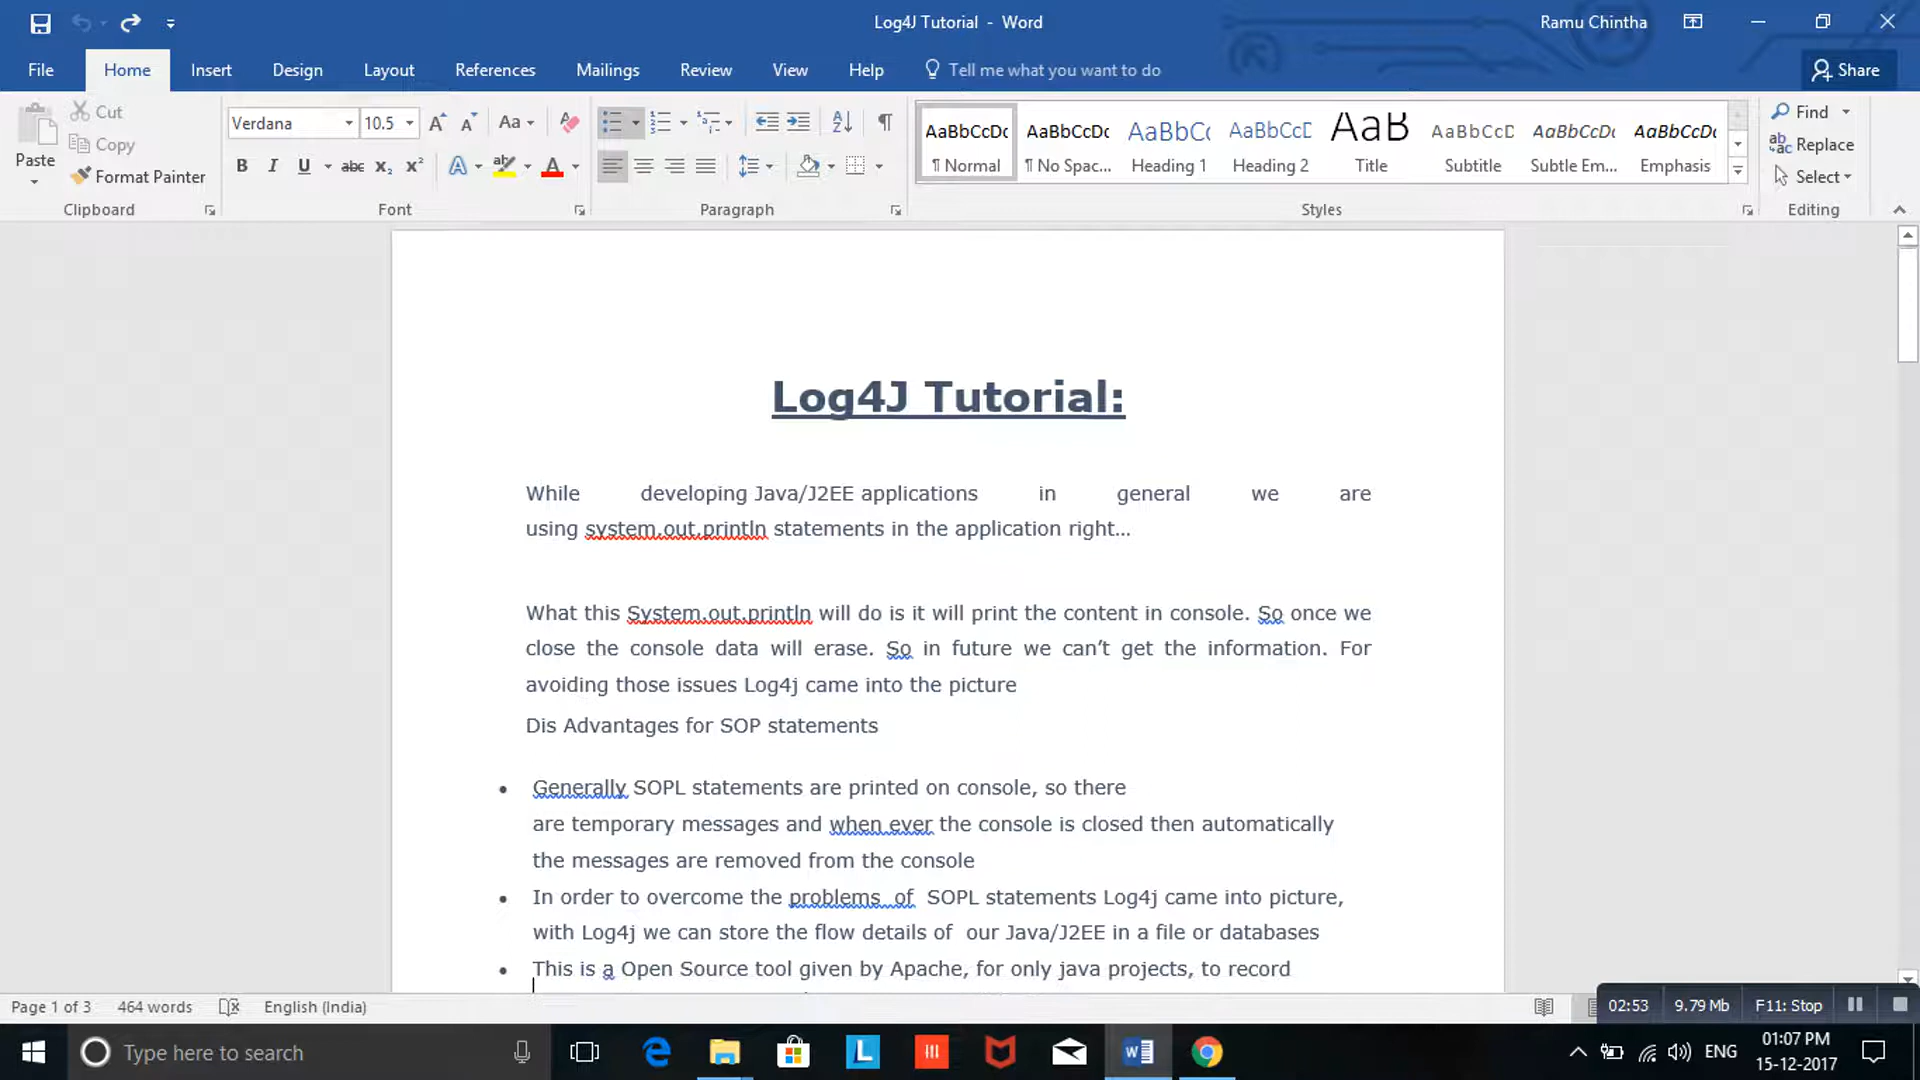 Log4J Tutorial - Word
Ramu Chintha
File Home Insert Design Layout References Mailings Review View Help Tell me what you want to do Share
Paste
Cut
Copy
Format Painter
Clipboard
Verdana 10.5
Aa
B I U abc x₂ x²
A A
Font
Paragraph
AaBbCcDc AaBbCcDc AaBbC AaBbCcD AaB AaBbCcD AaBbCcDc AaBbCcDc
¶ Normal ¶ No Spac... Heading 1 Heading 2 Title Subtitle Subtle Em... Emphasis
Styles
Find
Replace
Select
Editing
Log4J Tutorial:
While developing Java/J2EE applications in general we are
using system.out.println statements in the application right...
What this System.out.println will do is it will print the content in console. So once we
close the console data will erase. So in future we can't get the information. For
avoiding those issues Log4j came into the picture
Dis Advantages for SOP statements
• Generally SOPL statements are printed on console, so there
are temporary messages and when ever the console is closed then automatically
the messages are removed from the console
• In order to overcome the problems of SOPL statements Log4j came into picture,
with Log4j we can store the flow details of our Java/J2EE in a file or databases
• This is a Open Source tool given by Apache, for only java projects, to record
Page 1 of 3 464 words English (India)
02:53 9.79 Mb F11: Stop
Type here to search
ENG
01:07 PM
15-12-2017